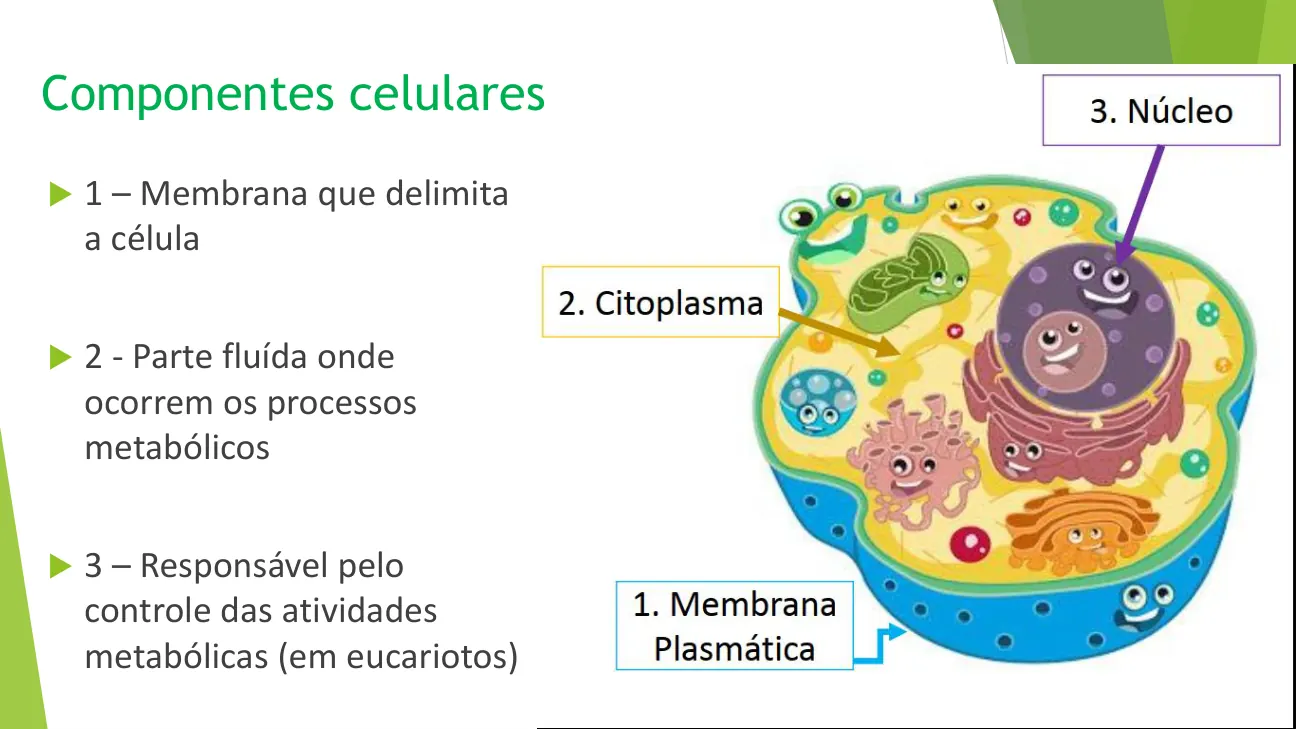 Componentes celulares
1 – Membrana que delimita
a célula
2 - Parte fluída onde
ocorrem os processos
metabólicos
3 – Responsável pelo
controle das atividades
metabólicas (em eucariotos)
3. Núcleo
2. Citoplasma
1. Membrana
Plasmática